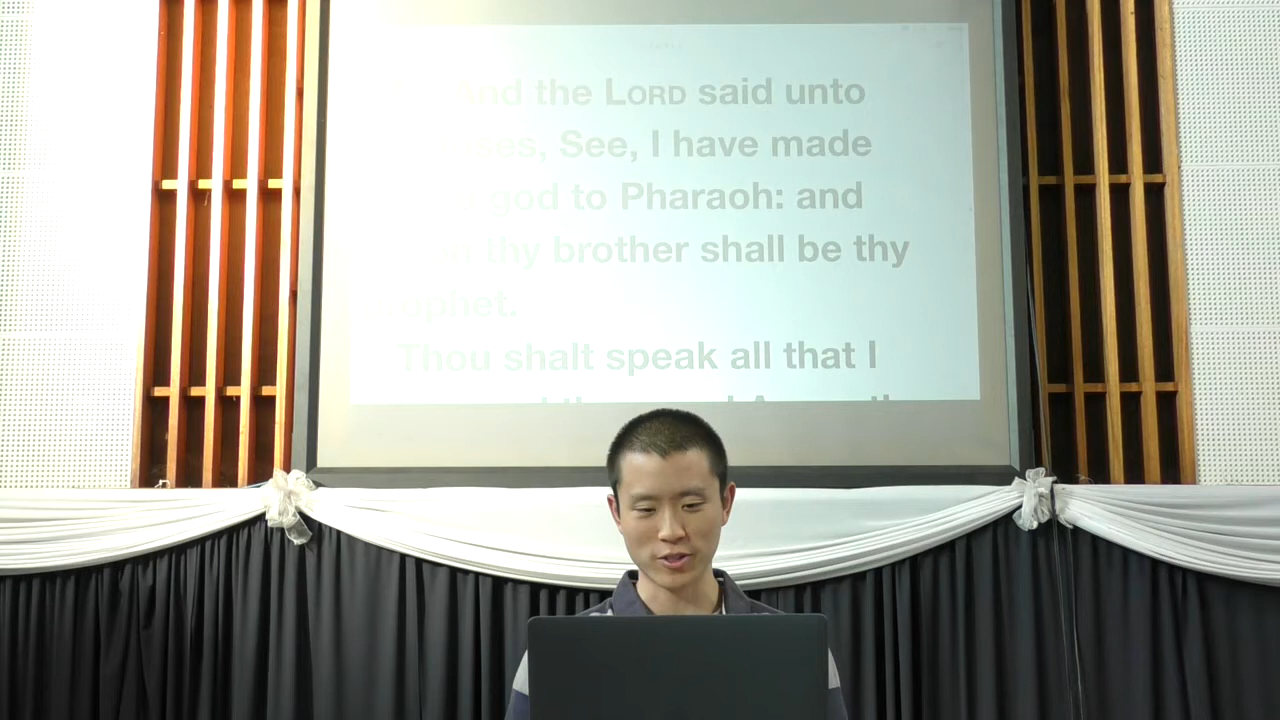 And the LORD said unto
See, I have made
god to Pharaoh: and
thy brother shall be thy
Thou shalt speak all that I